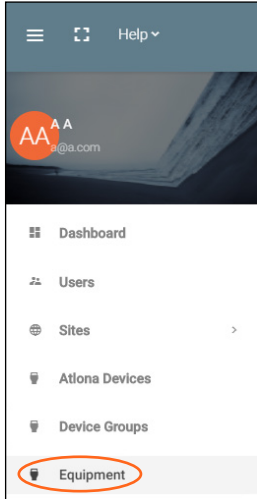 Help
AA
A A
a@a.com
Dashboard
Users
Sites
Atlona Devices
Device Groups
Equipment